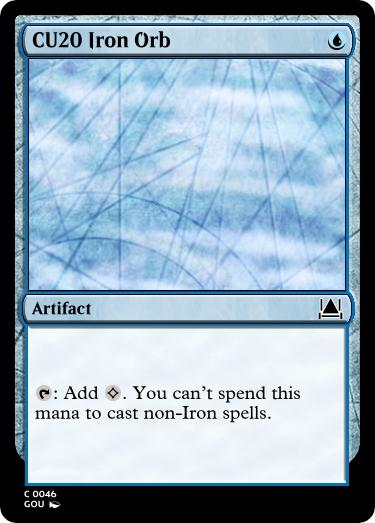 CU20 Iron Orb
Artifact
: Add . You can't spend this
mana to cast non-Iron spells.
C 0046
GOU